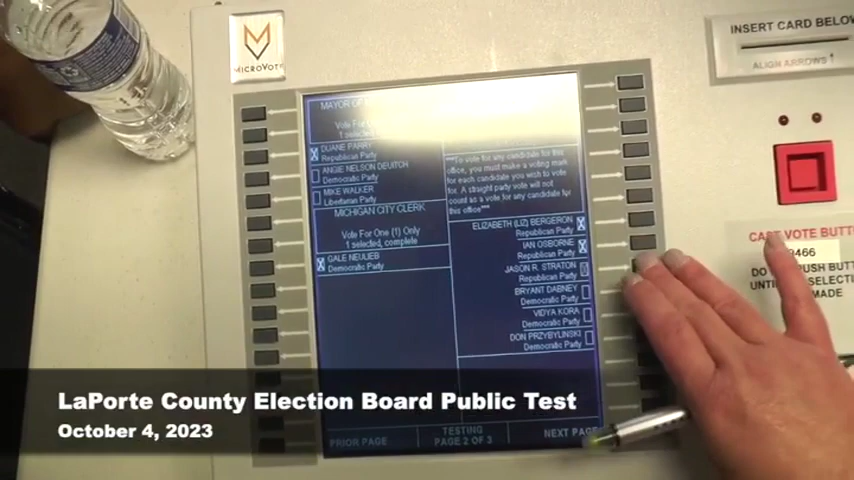 MICROVOTE
INSERT CARD BELOW
ALIGN ARROWS
MAYOR OF
Vote For
1 selected
DUANE PARRY
Republican Party
ANGIE NELSON DEUITCH
Democratic Party
MIKE WALKER
Libertarian Party
MICHIGAN CITY CLERK
Vote For One (1) Only
1 selected, complete
GALE NEULIEB
Democratic Party
***To vote for any candidate for this
office, you must make a voting mark
for each candidate you wish to vote
for. A straight party vote will not
count as a vote for any candidate for
this office***
ELIZABETH (LIZ) BERGERON
Republican Party
IAN OSBORNE
Republican Party
JASON R. STRATON
Republican Party
BRYANT DABNEY
Democratic Party
VIDYA KORA
Democratic Party
DON PRZYBYLINSKI
Democratic Party
PRIOR PAGE
TESTING
PAGE 2 OF 3
NEXT PAGE
VOTE BUTT
9466
DO PUSH BUTT
UNTI SELECTI
MADE
LaPorte County Election Board Public Test
October 4, 2023